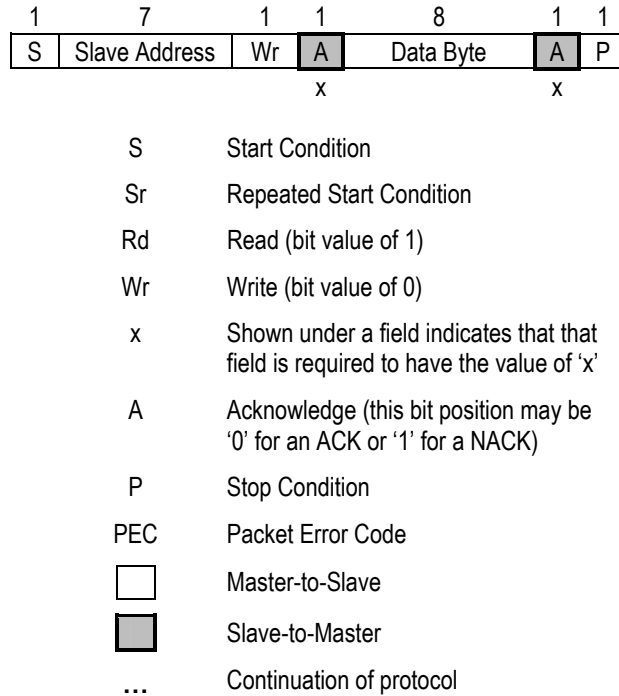 1 7 1 1 8 1 1
S Slave Address Wr A Data Byte A P
x x
S Start Condition
Sr Repeated Start Condition
Rd Read (bit value of 1)
Wr Write (bit value of 0)
x Shown under a field indicates that that
field is required to have the value of ‘x’
A Acknowledge (this bit position may be
‘0’ for an ACK or ‘1’ for a NACK)
P Stop Condition
PEC Packet Error Code
Master-to-Slave
Slave-to-Master
... Continuation of protocol